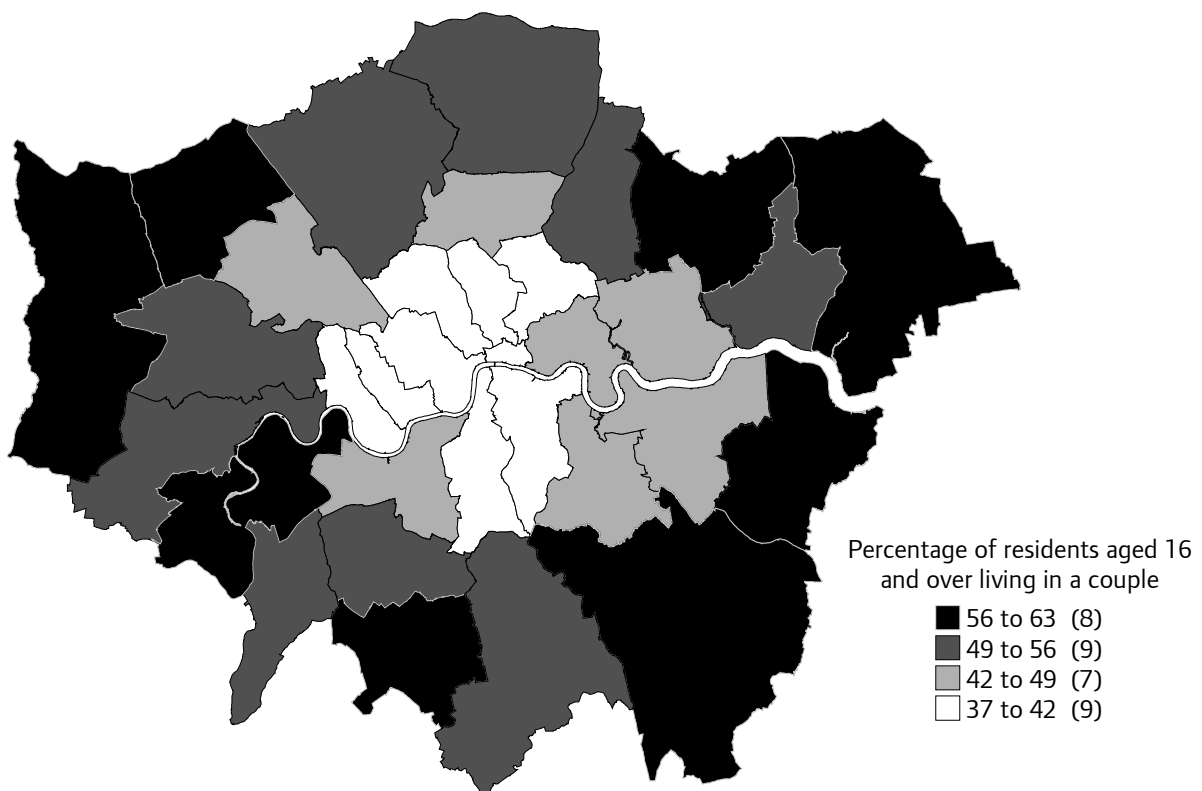 Percentage of residents aged 16
and over living in a couple
56 to 63 (8)
49 to 56 (9)
42 to 49 (7)
37 to 42 (9)